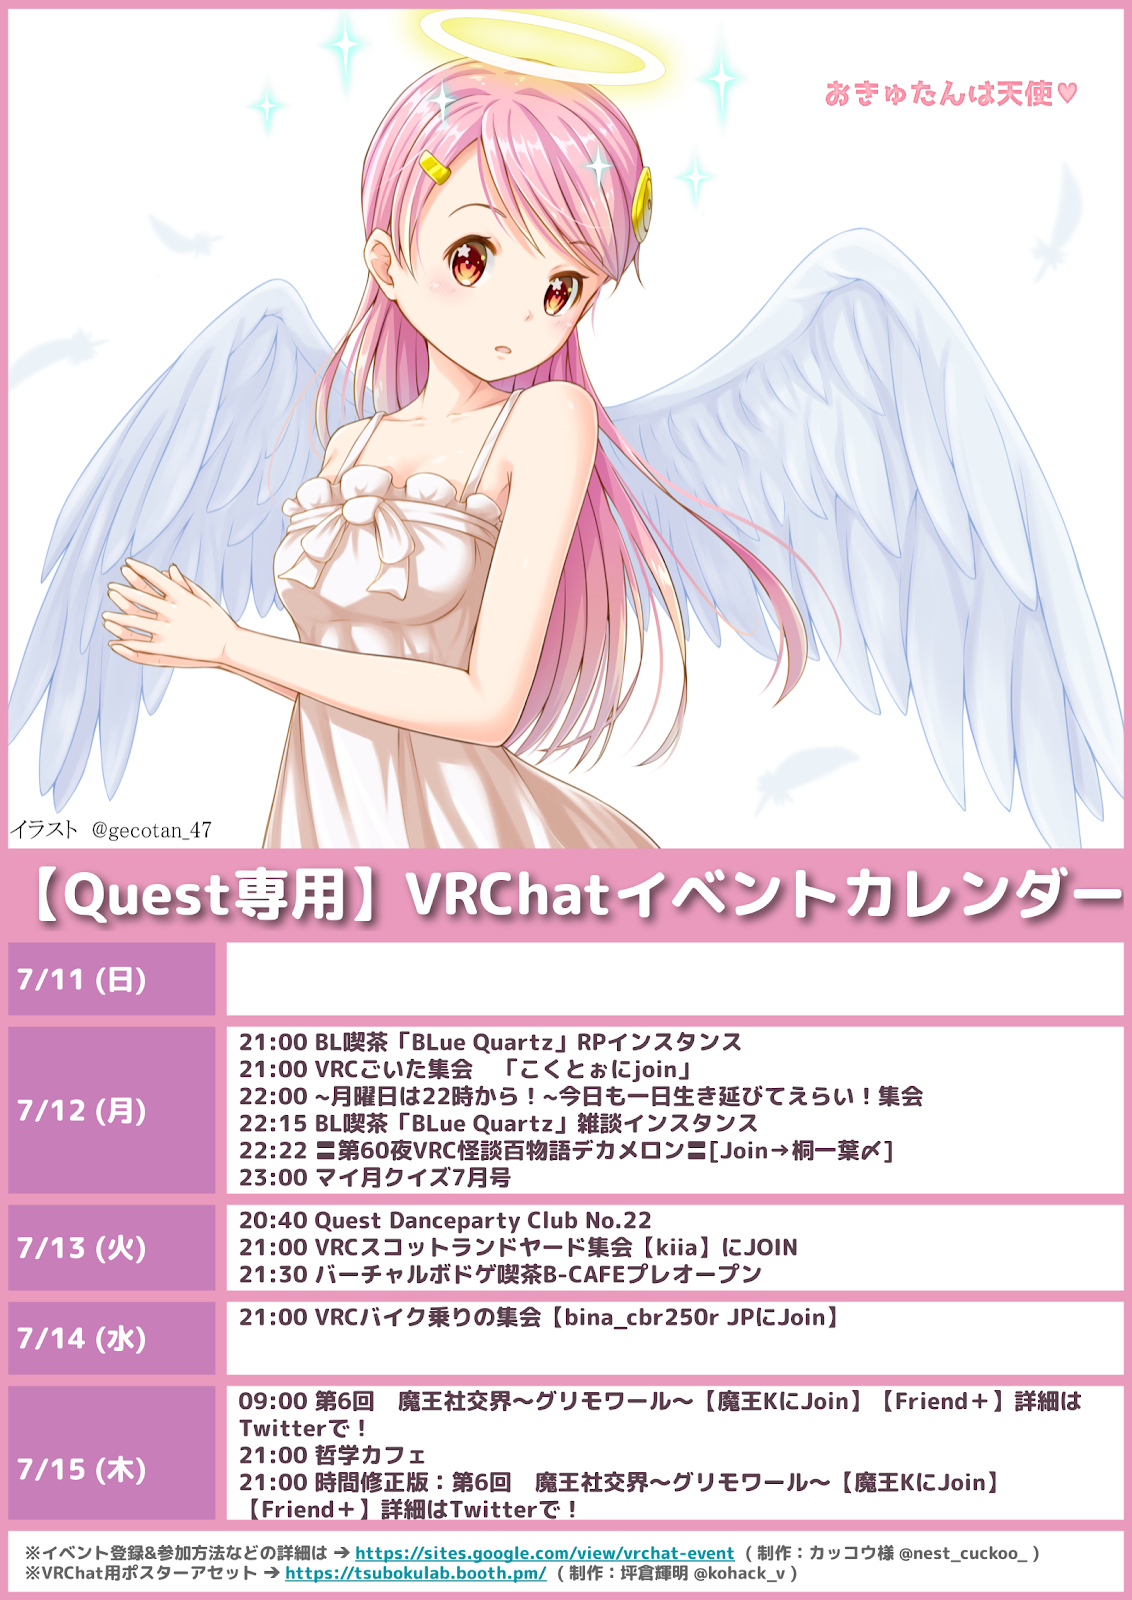 おきゅたんは天使♥
イラスト @gecotan_47
【Quest専用】VRChatイベントカレンダー
7/11 (日)
7/12 (月)
21:00 BL喫茶「BLue Quartz」RPインスタンス
21:00 VRCごいた集会　「こくとぉにjoin」
22:00 ~月曜日は22時から！~今日も一日生き延びてえらい！集会
22:15 BL喫茶「BLue Quartz」雑談インスタンス
22:22 〓第60夜VRC怪談百物語デカメロン〓[Join→桐一葉〆]
23:00 マイ月クイズ7月号
7/13 (火)
20:40 Quest Danceparty Club No.22
21:00 VRCスコットランドヤード集会【kiia】にJOIN
21:30 バーチャルボドゲ喫茶B-CAFEプレオープン
7/14 (水)
21:00 VRCバイク乗りの集会【bina_cbr250r JPにJoin】
7/15 (木)
09:00 第6回　魔王社交界～グリモワール～【魔王KにJoin】【Friend＋】詳細は
Twitterで！
21:00 哲学カフェ
21:00 時間修正版：第6回　魔王社交界～グリモワール～【魔王KにJoin】
【Friend＋】詳細はTwitterで！
※イベント登録&参加方法などの詳細は ➔ https://sites.google.com/view/vrchat-event ( 制作：カッコウ様 @nest_cuckoo_ )
※VRChat用ポスターアセット ➔ https://tsubokulab.booth.pm/ ( 制作：坪倉輝明 @kohack_v )